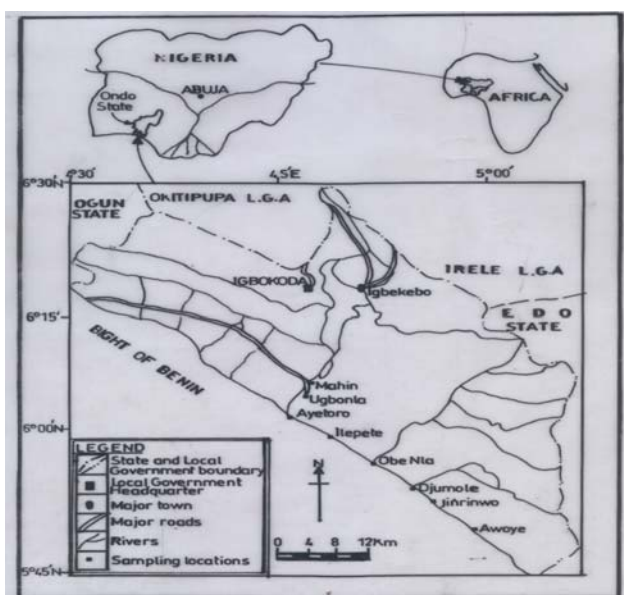 NIGERIA
ABUJA
Ondo
State
AFRICA
4°30'
4°45'E
5°00'
6°30'N
OGUN
STATE
OKITIPUPA L.G.A
IGBOKODA
Igbekebo
IRELE L.G.A
EDO
STATE
6°15'
BIGHT OF BENIN
Mahin
Ugbonla
Ayetoro
6°00'N
Ilepete
Obe Nla
Djumole
Jinrinwo
Awoye
LEGEND
State and Local
Government boundary
Local Government
Headquarter
Major town
Major roads
Rivers
Sampling locations
N
0 4 8 12Km
5°45'N